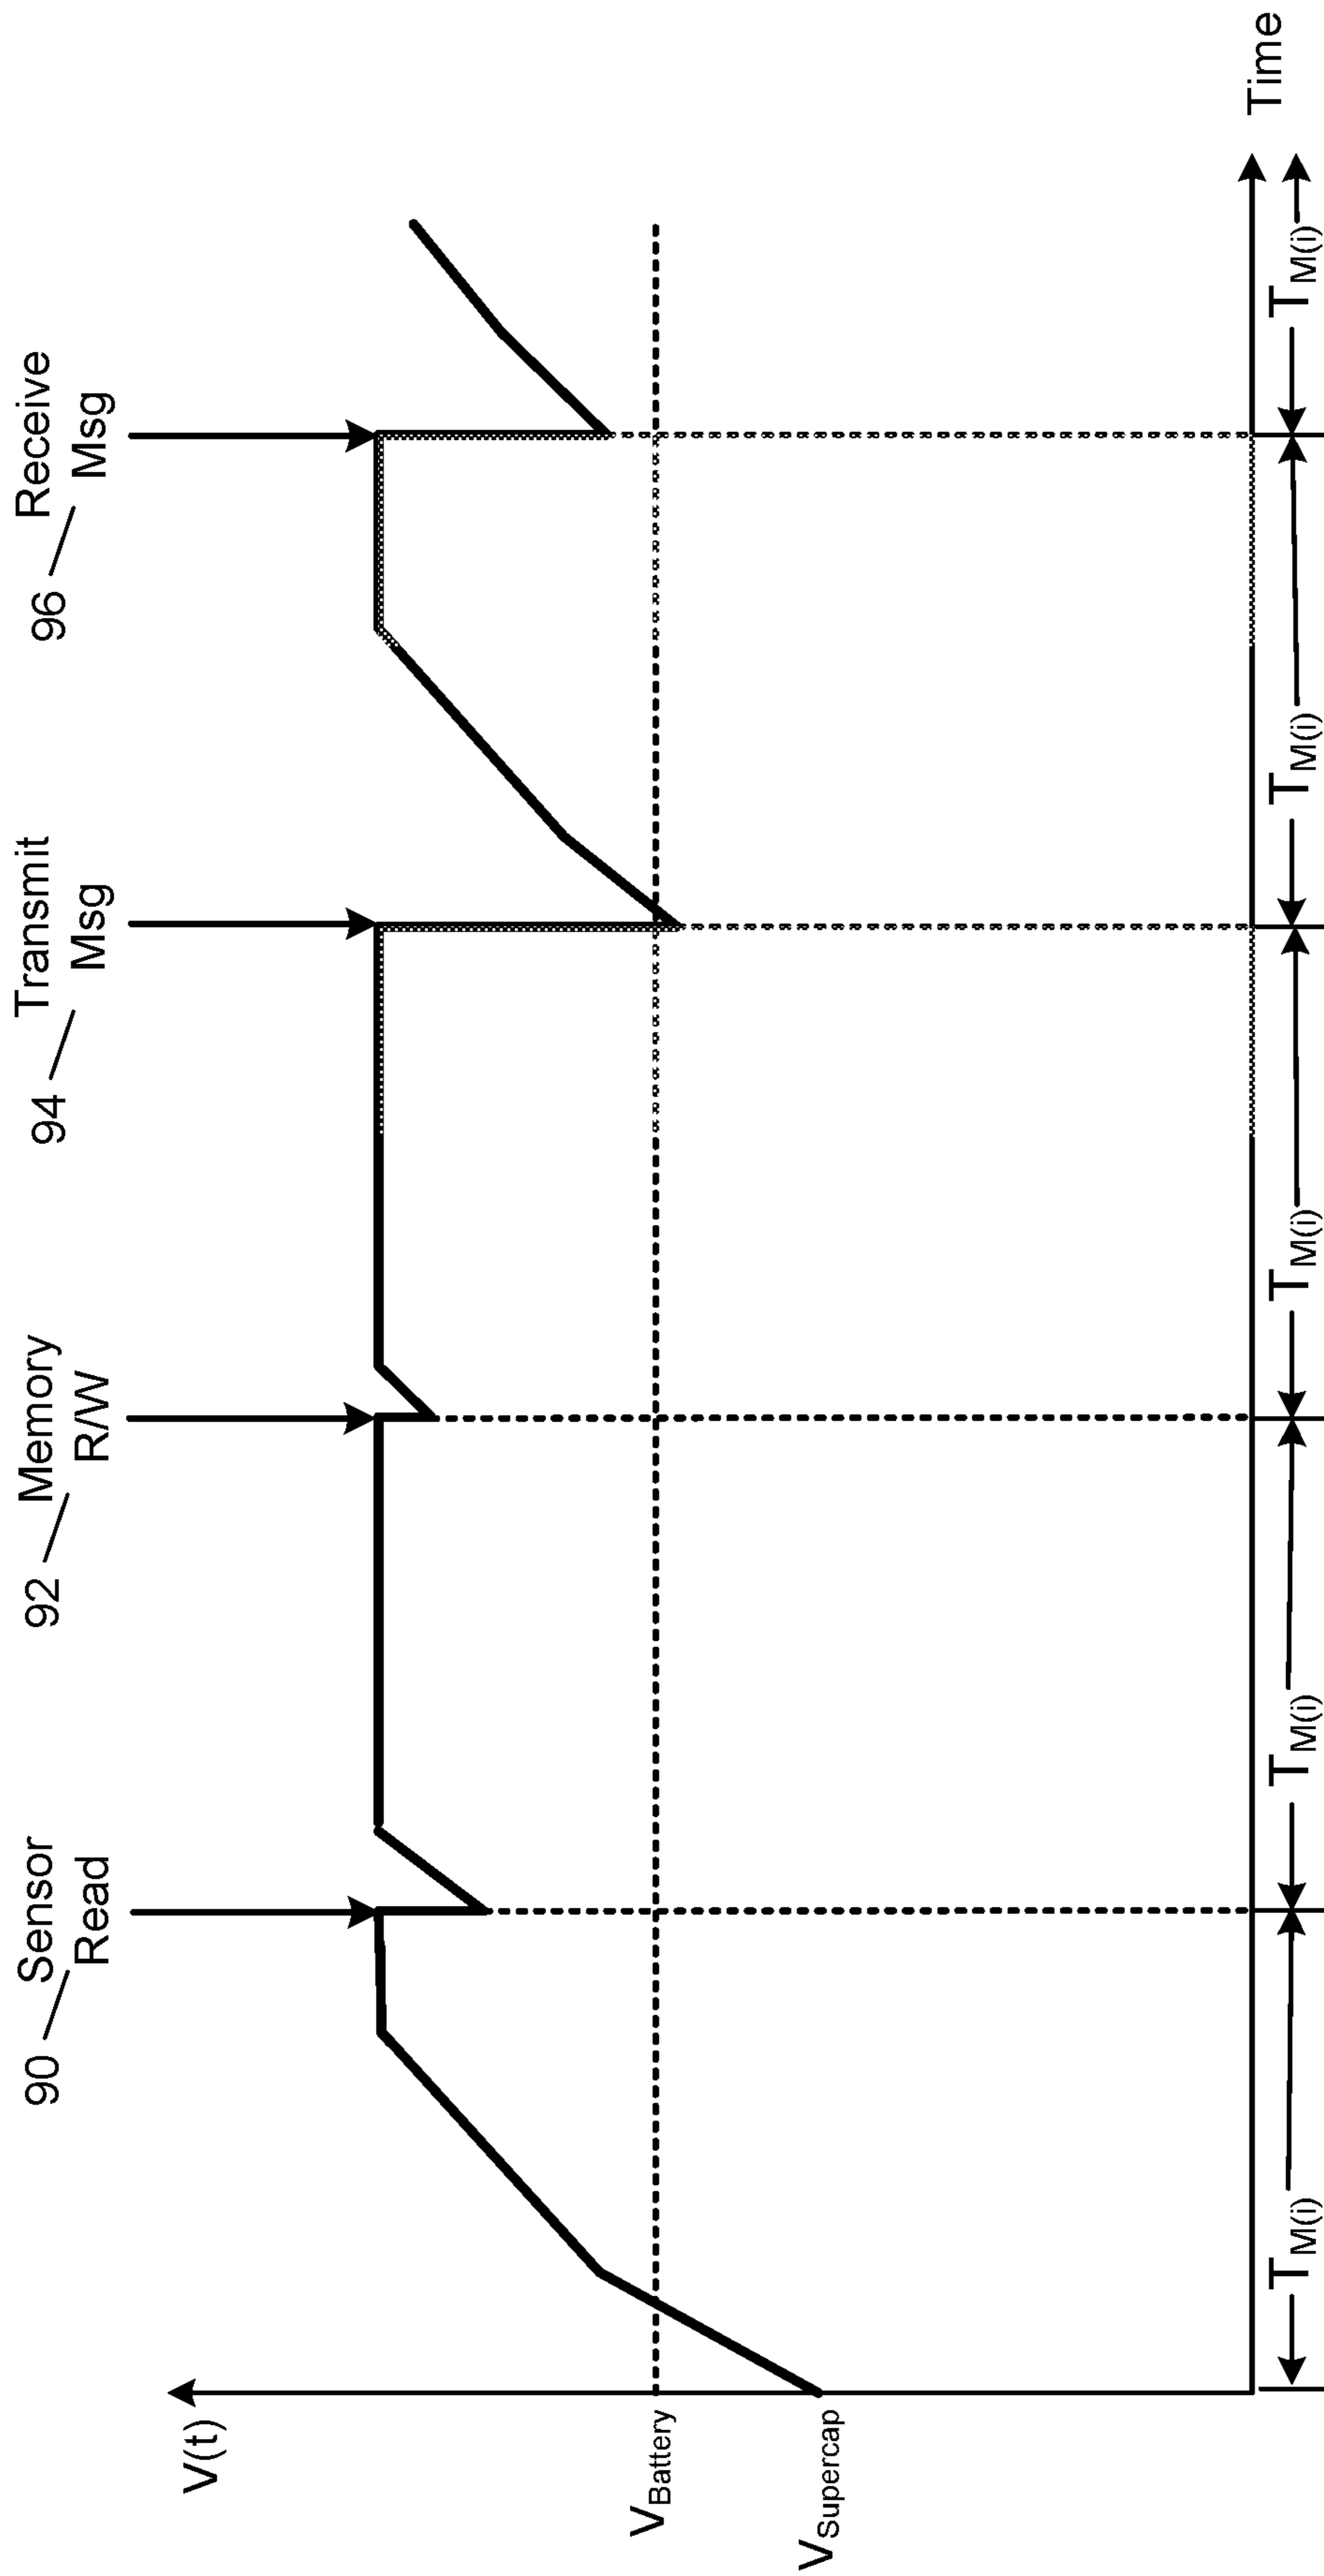 90 Sensor
Read
92 Memory
R/W
94 Transmit
Msg
96 Receive
Msg
V(t)
VBattery
VSupercap
Time
TM(i)
TM(i)
TM(i)
TM(i)
TM(i)